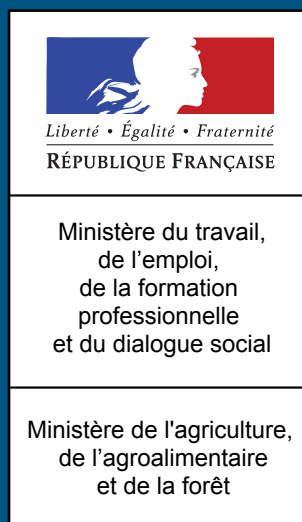 Liberté • Égalité • Fraternité
RÉPUBLIQUE FRANÇAISE
Ministère du travail,
de l’emploi,
de la formation
professionnelle
et du dialogue social
Ministère de l'agriculture,
de l’agroalimentaire
et de la forêt